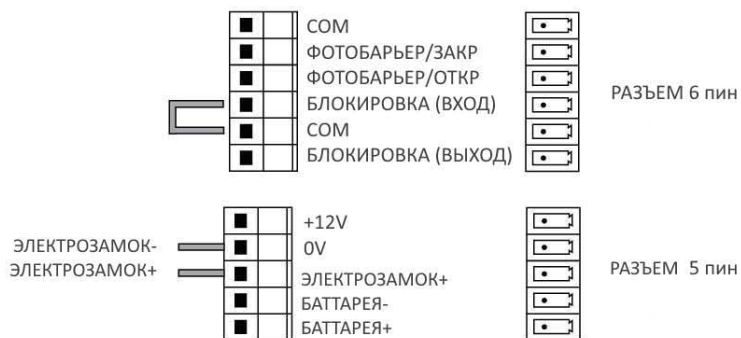 COM
ФОТОБАРЬЕР/ЗАКР
ФОТОБАРЬЕР/ОТКР
БЛОКИРОВКА (ВХОД)
COM
БЛОКИРОВКА (ВЫХОД)
РАЗЪЕМ 6 пин
+12V
ЭЛЕКТРОЗАМОК-
0V
ЭЛЕКТРОЗАМОК+
ЭЛЕКТРОЗАМОК+
БАТТАРЕЯ-
БАТТАРЕЯ+
РАЗЪЕМ 5 пин